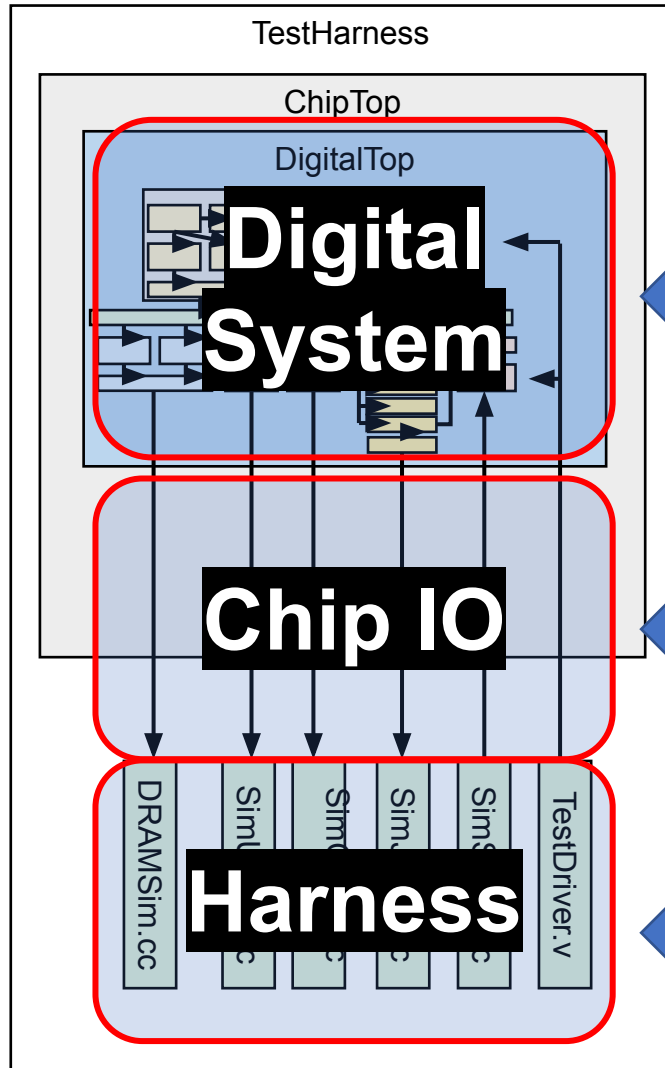 TestHarness
ChipTop
DigitalTop
Digital
System
Chip IO
DRAMSim.cc
TestDriver.v
Harness